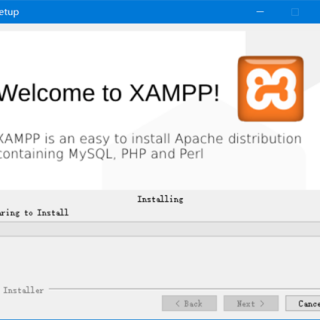 etup
Welcome to XAMPP!
XAMPP is an easy to install Apache distribution
containing MySQL, PHP and Perl
Installing
aring to Install
Installer
< Back
Next >
Cance